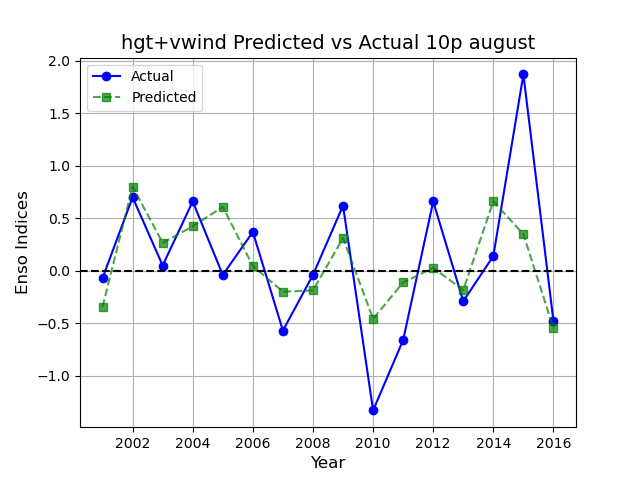 hgt+vwind Predicted vs Actual 10p august
Actual
Predicted
Enso Indices
2.0
1.5
1.0
0.5
0.0
−0.5
−1.0
2002 2004 2006 2008 2010 2012 2014 2016
Year